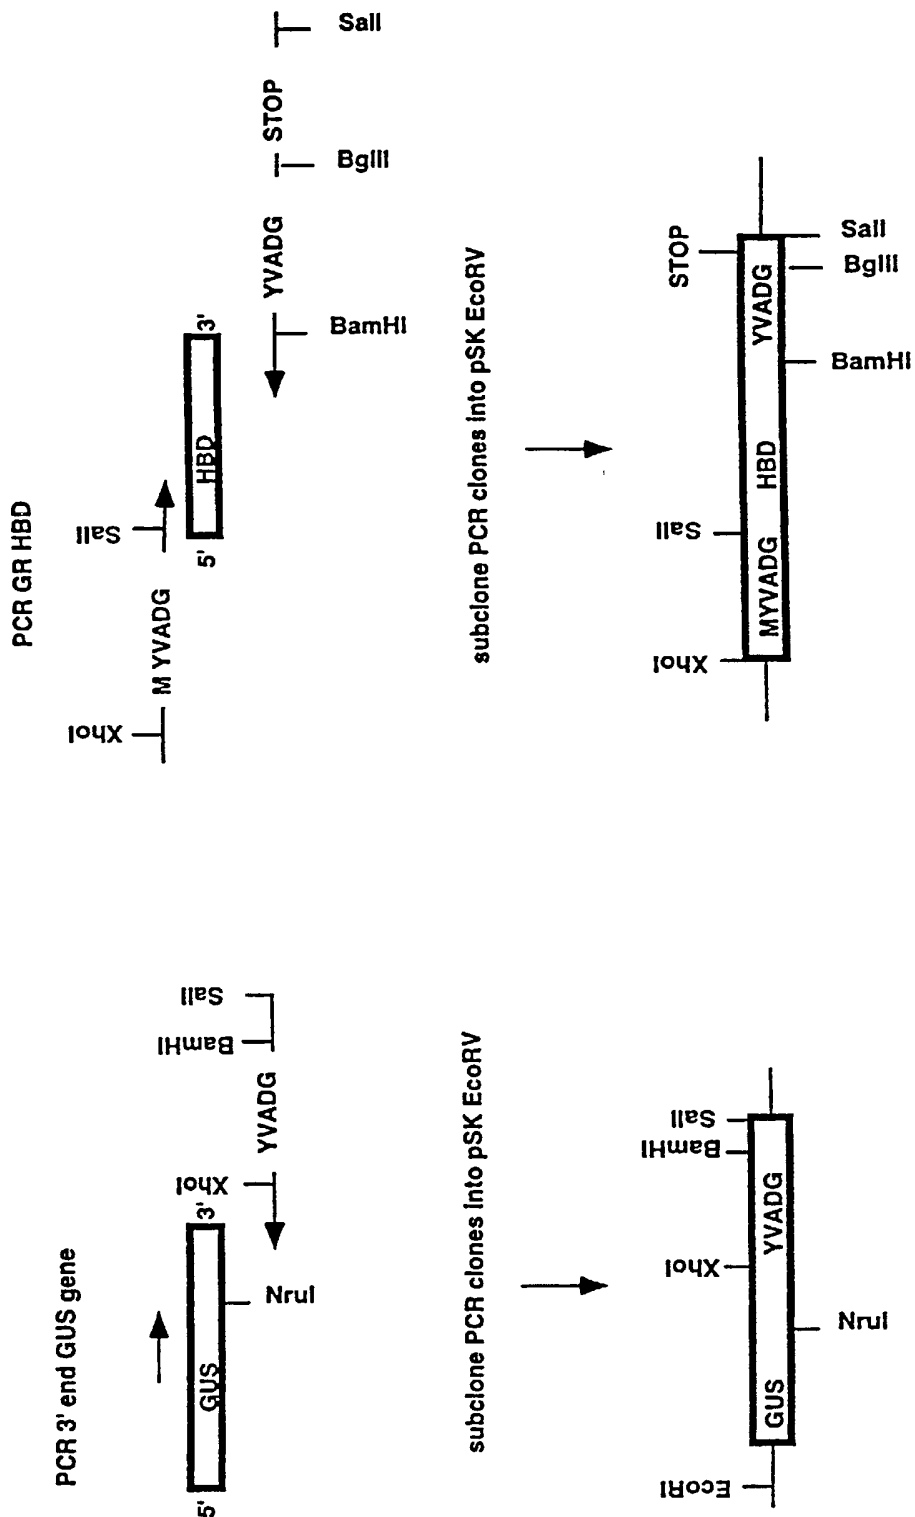 PCR 3' end GUS gene
5'
GUS
3'
NruI
XhoI
YVADG
BamHI
SalI
subclone PCR clones into pSK EcoRV
EcoRI
GUS
NruI
XhoI
YVADG
BamHI
SalI
PCR GR HBD
XhoI
M YVADG
SalI
5'
HBD
3'
BamHI
YVADG
BglII
STOP
SalI
subclone PCR clones into pSK EcoRV
XhoI
MYVADG
SalI
HBD
BamHI
YVADG
BglII
STOP
SalI